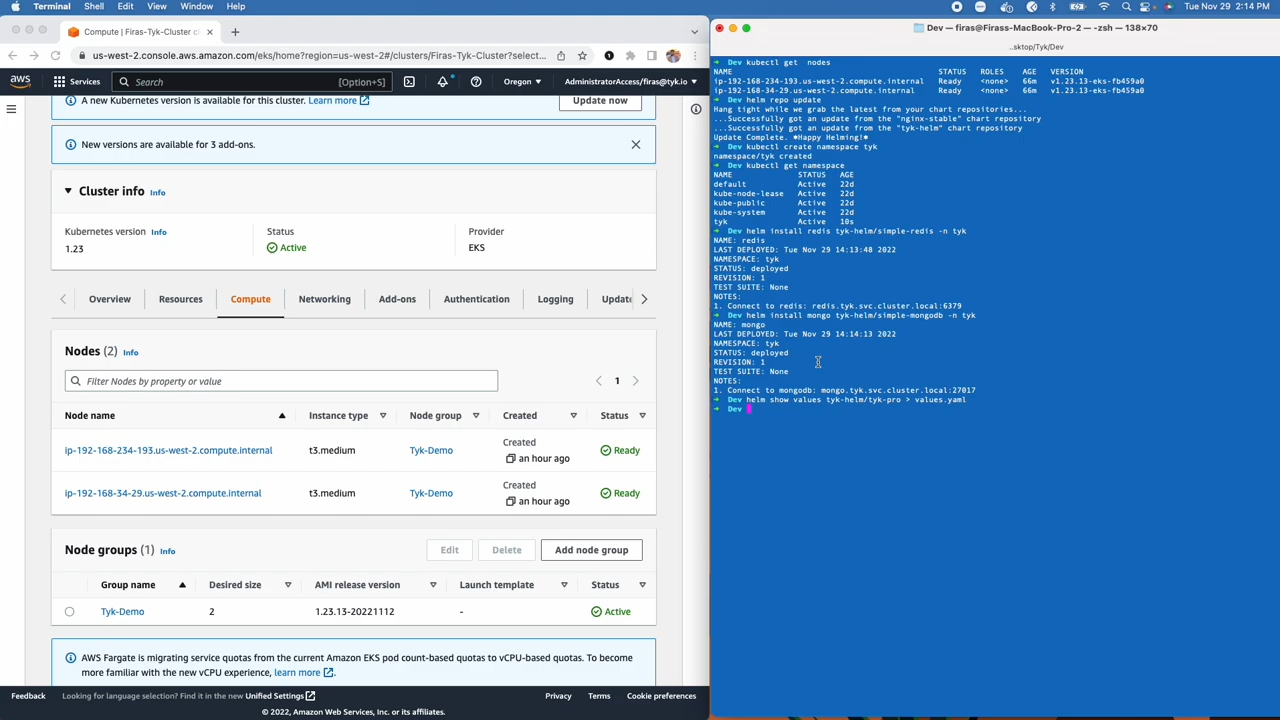 Terminal Shell Edit View Window Help
Tue Nov 29 2:14 PM
Compute | Firas-Tyk-Cluster c
us-west-2.console.aws.amazon.com/eks/home?region=us-west-2#/clusters/Firas-Tyk-Cluster?select...
aws Services Search [Option+S] Oregon AdministratorAccess/firas@tyk.io
A new Kubernetes version is available for this cluster. Learn more
Update now
New versions are available for 3 add-ons.
Cluster info Info
Kubernetes version Info
1.23
Status
Active
Provider
EKS
Overview Resources Compute Networking Add-ons Authentication Logging Updat
Nodes (2) Info
Filter Nodes by property or value
1
Node name Instance type Node group Created Status
ip-192-168-234-193.us-west-2.compute.internal t3.medium Tyk-Demo Created an hour ago Ready
ip-192-168-34-29.us-west-2.compute.internal t3.medium Tyk-Demo Created an hour ago Ready
Node groups (1) Info
Edit Delete Add node group
Group name Desired size AMI release version Launch template Status
Tyk-Demo 2 1.23.13-20221112 - Active
AWS Fargate is migrating service quotas from the current Amazon EKS pod count-based quotas to vCPU-based quotas. To
become more familiar with the new vCPU experience, learn more.
Feedback Looking for language selection? Find it in the new Unified Settings Privacy Terms Cookie preferences
© 2022, Amazon Web Services, Inc. or its affiliates.
Dev — firas@Firass-MacBook-Pro-2 — -zsh — 138×70
..sktop/Tyk/Dev
➜ Dev kubectl get nodes
NAME STATUS ROLES AGE VERSION
ip-192-168-234-193.us-west-2.compute.internal Ready <none> 66m v1.23.13-eks-fb459a0
ip-192-168-34-29.us-west-2.compute.internal Ready <none> 66m v1.23.13-eks-fb459a0
➜ Dev helm repo update
Hang tight while we grab the latest from your chart repositories...
...Successfully got an update from the "nginx-stable" chart repository
...Successfully got an update from the "tyk-helm" chart repository
Update Complete. ⎈Happy Helming!⎈
➜ Dev kubectl create namespace tyk
namespace/tyk created
➜ Dev kubectl get namespace
NAME STATUS AGE
default Active 22d
kube-node-lease Active 22d
kube-public Active 22d
kube-system Active 22d
tyk Active 10s
➜ Dev helm install redis tyk-helm/simple-redis -n tyk
NAME: redis
LAST DEPLOYED: Tue Nov 29 14:13:48 2022
NAMESPACE: tyk
STATUS: deployed
REVISION: 1
TEST SUITE: None
NOTES:
1. Connect to redis: redis.tyk.svc.cluster.local:6379
➜ Dev helm install mongo tyk-helm/simple-mongodb -n tyk
NAME: mongo
LAST DEPLOYED: Tue Nov 29 14:14:13 2022
NAMESPACE: tyk
STATUS: deployed
REVISION: 1
TEST SUITE: None
NOTES:
1. Connect to mongodb: mongo.tyk.svc.cluster.local:27017
➜ Dev helm show values tyk-helm/tyk-pro > values.yaml
➜ Dev